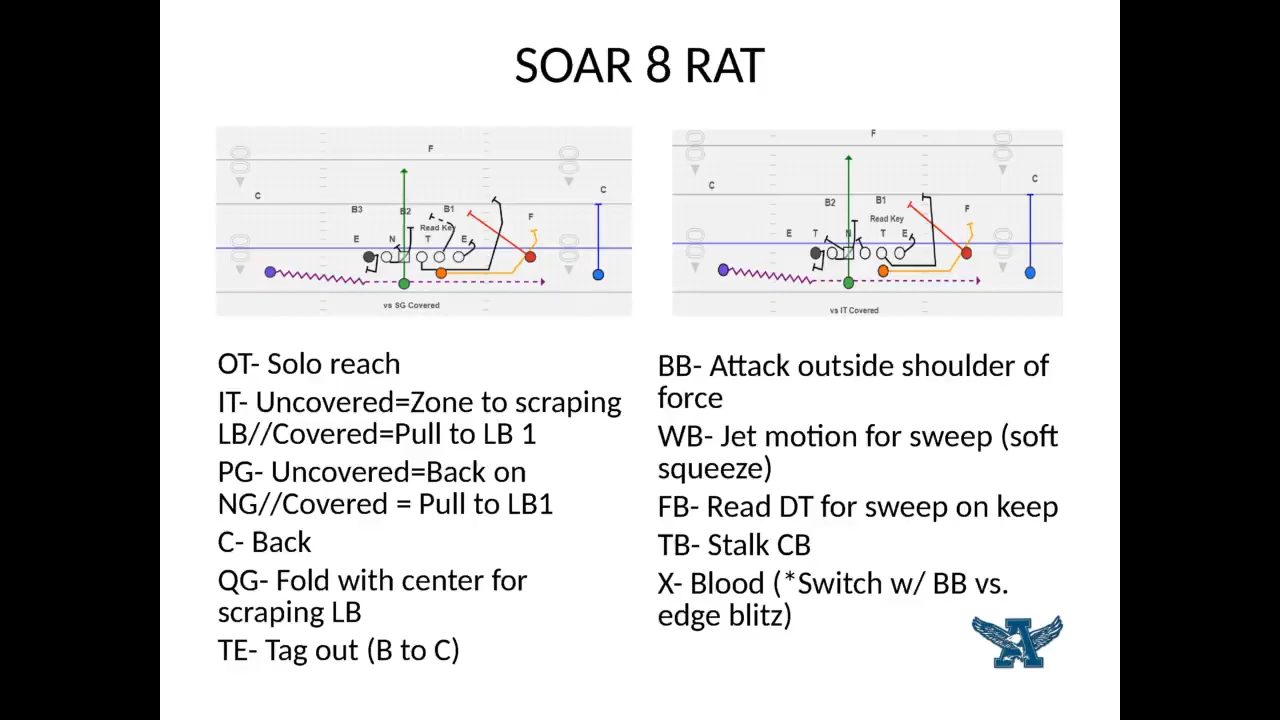 SOAR 8 RAT
F
C
C
B3
B2
B1
F
Read Key
E
N
T
E
vs SG Covered
F
C
C
B2
B1
F
Read Key
E
T
N
T
E
vs IT Covered
OT- Solo reach
IT- Uncovered=Zone to scraping
LB//Covered=Pull to LB 1
PG- Uncovered=Back on
NG//Covered = Pull to LB1
C- Back
QG- Fold with center for
scraping LB
TE- Tag out (B to C)
BB- Attack outside shoulder of
force
WB- Jet motion for sweep (soft
squeeze)
FB- Read DT for sweep on keep
TB- Stalk CB
X- Blood (*Switch w/ BB vs.
edge blitz)
A